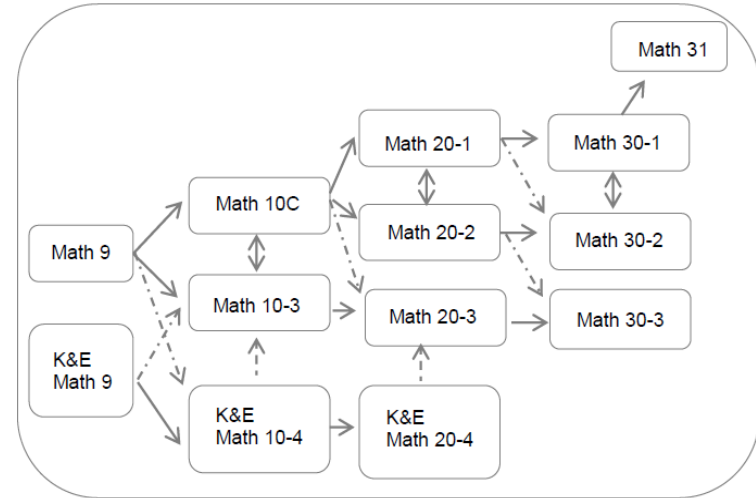 Math 31
Math 20-1
Math 30-1
Math 10C
Math 20-2
Math 30-2
Math 9
Math 10-3
Math 20-3
Math 30-3
K&E
Math 9
K&E
Math 10-4
K&E
Math 20-4